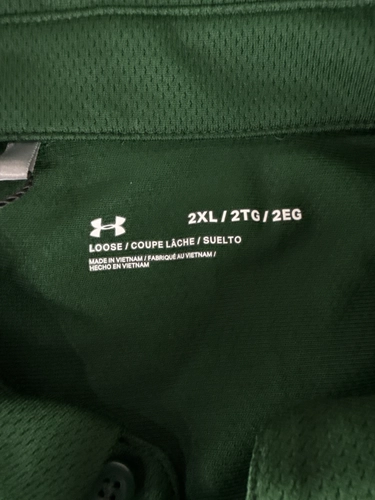 2XL / 2TG / 2EG
LOOSE / COUPE LÂCHE / SUELTO
MADE IN VIETNAM / FABRIQUÉ AU VIETNAM /
HECHO EN VIETNAM